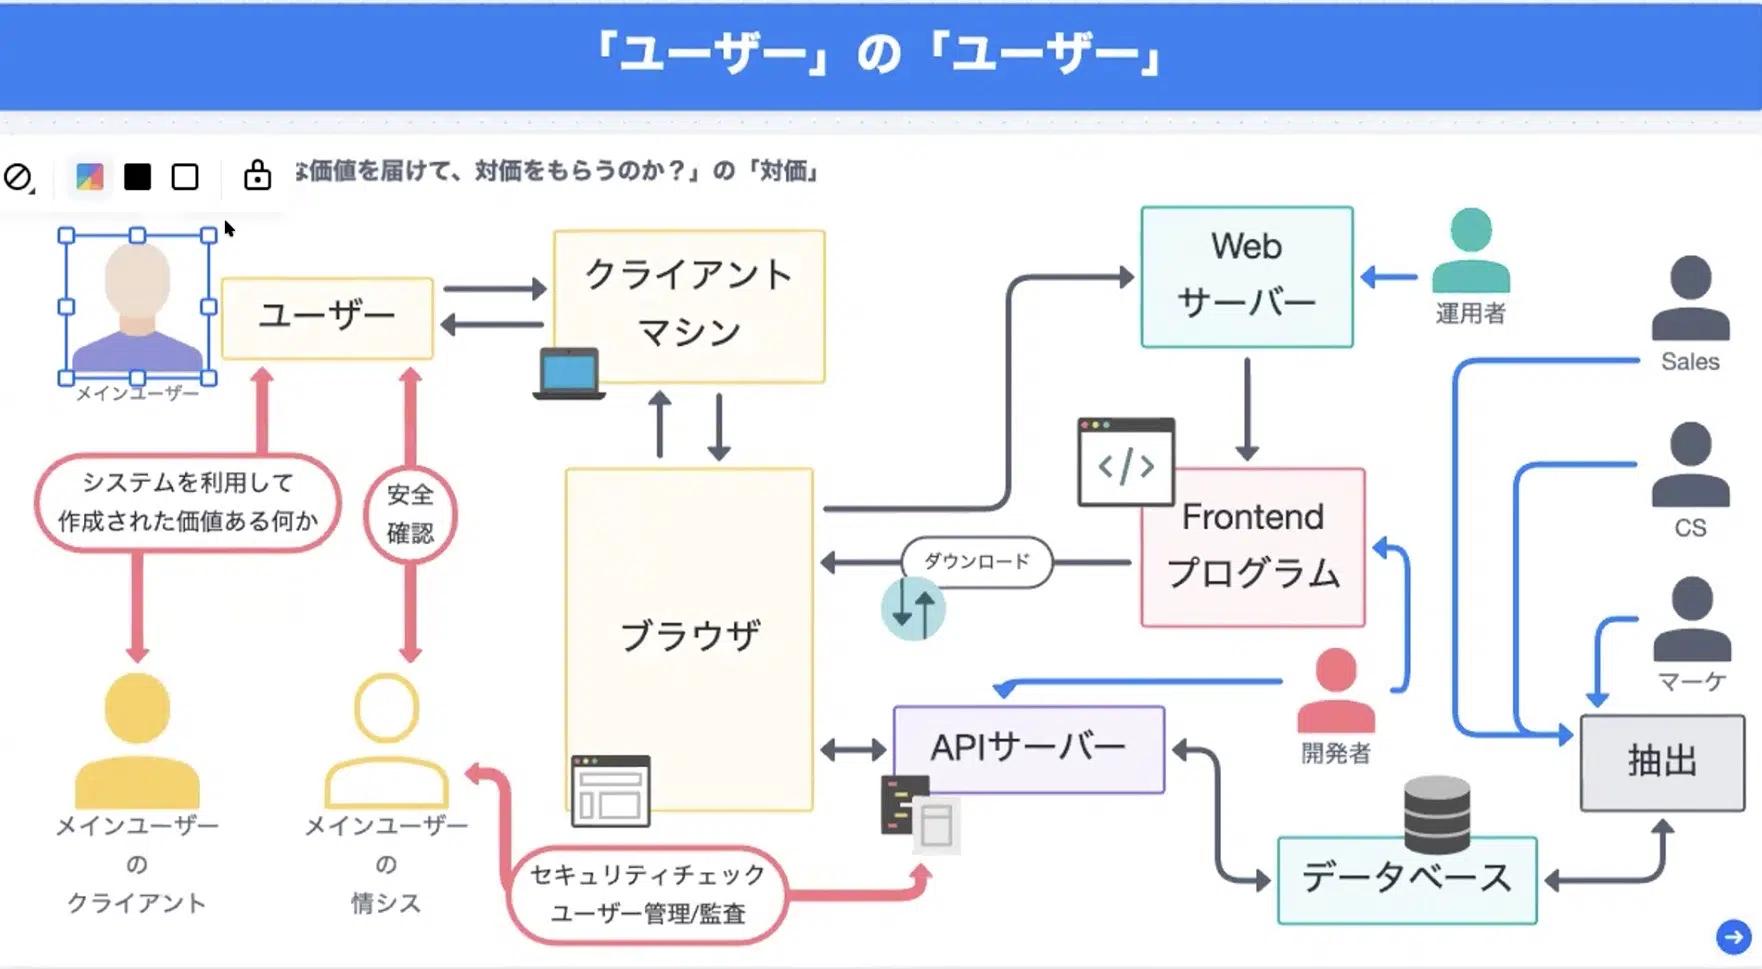 「ユーザー」の「ユーザー」
価値を届けて、対価をもらうのか？」の「対価」
メインユーザー
ユーザー
クライアント
マシン
Web
サーバー
運用者
Sales
システムを利用して
作成された価値ある何か
安全
確認
CS
Frontend
プログラム
ダウンロード
ブラウザ
マーケ
開発者
APIサーバー
抽出
メインユーザー
の
クライアント
メインユーザー
の
情シス
セキュリティチェック
ユーザー管理/監査
データベース